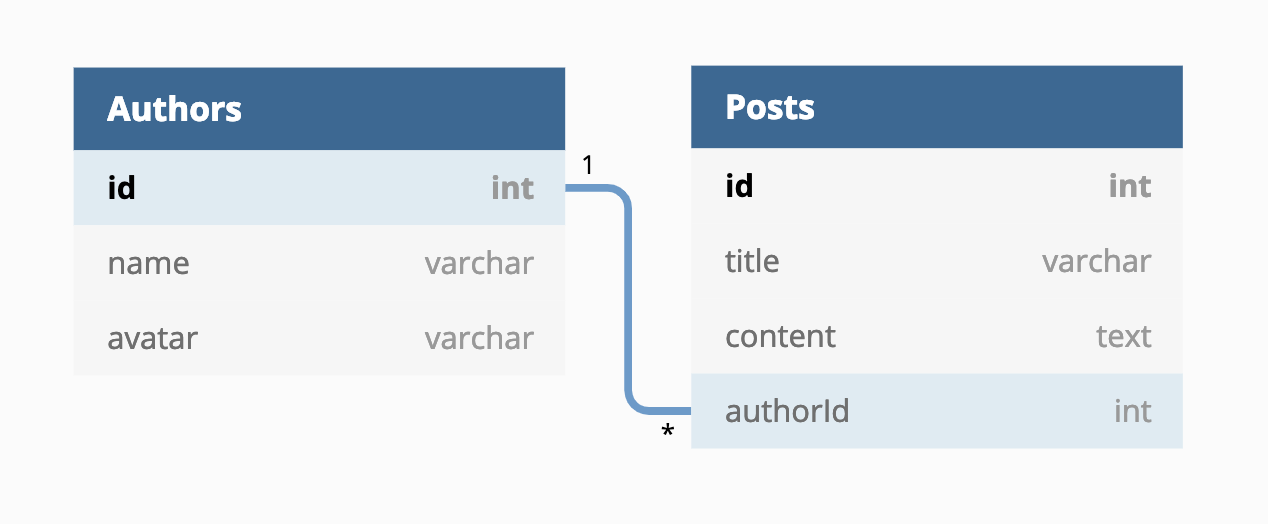 Authors
id int
name varchar
avatar varchar
1
*
Posts
id int
title varchar
content text
authorId int